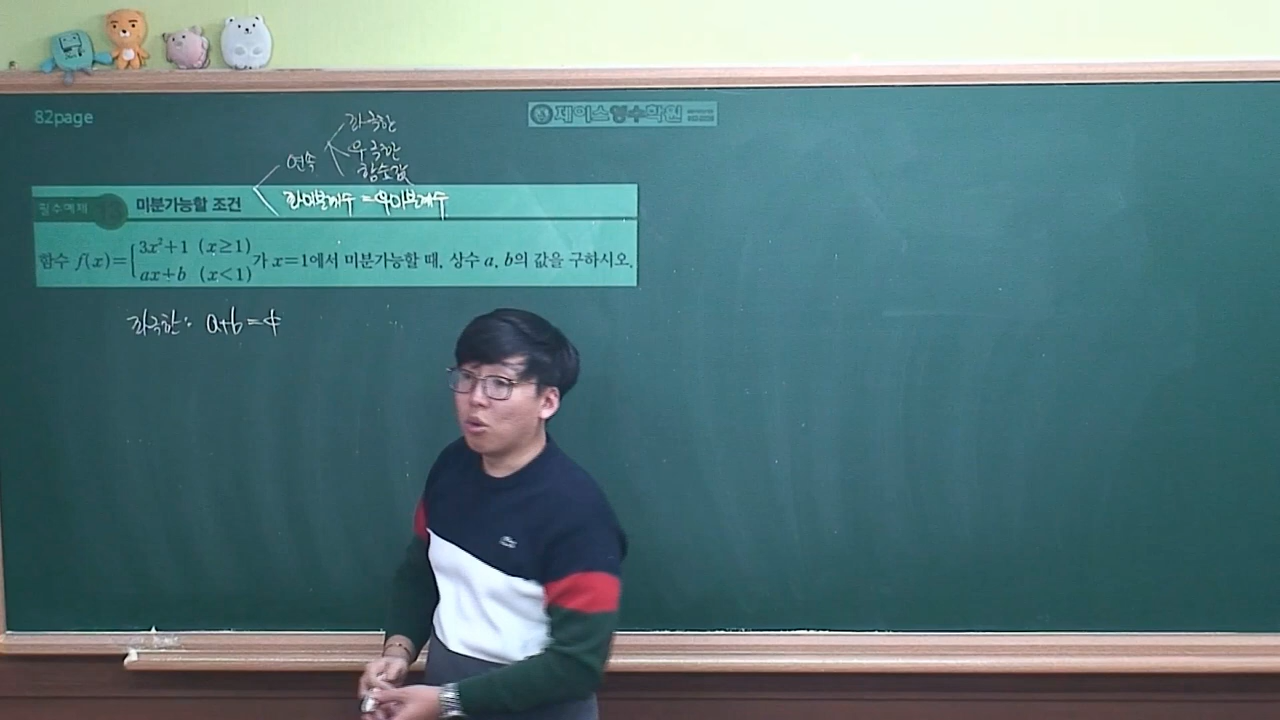 82page
제이스영수학원
좌극한
우극한
연속
함숫값
좌미분계수 = 우미분계수
필수예제
미분가능할 조건
함수 f(x)={3x²+1 (x≥1)
ax+b (x<1) 가 x=1에서 미분가능할 때, 상수 a, b의 값을 구하시오.
좌극한: a+b=4